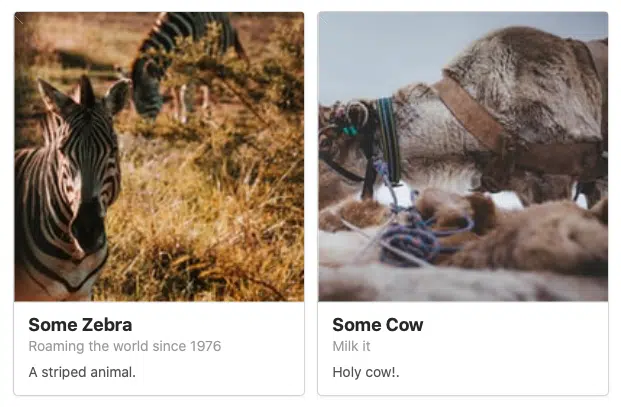 Some Zebra
Roaming the world since 1976
A striped animal.
Some Cow
Milk it
Holy cow!.